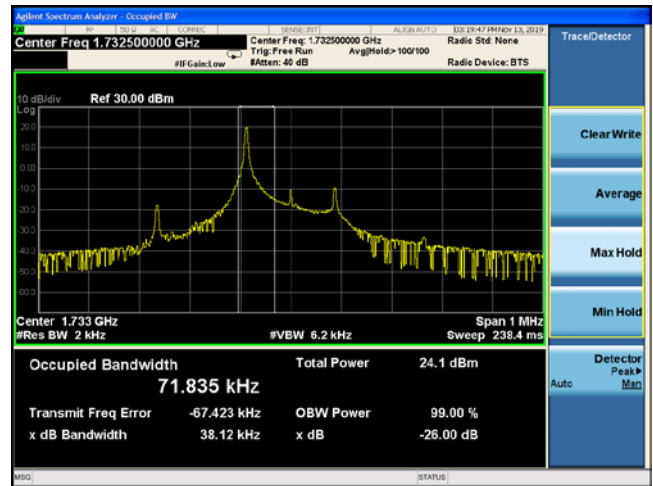 Agilent Spectrum Analyzer - Occupied BW
RF 50 Ω AC CORREC SENSE:INT ALIGN AUTO 03:19:47 PM Nov 13, 2019
Center Freq 1.732500000 GHz Center Freq: 1.732500000 GHz Radio Std: None Trace/Detector
Trig: Free Run Avg|Hold:> 100/100
#IFGain:Low #Atten: 40 dB Radio Device: BTS
10 dB/div Ref 30.00 dBm
Log
20.0
10.0
0.00
-10.0
-20.0
-30.0
-40.0
-50.0
-60.0
Center 1.733 GHz Span 1 MHz
#Res BW 2 kHz #VBW 6.2 kHz Sweep 238.4 ms
Occupied Bandwidth Total Power 24.1 dBm
71.835 kHz
Transmit Freq Error -67.423 kHz OBW Power 99.00 %
x dB Bandwidth 38.12 kHz x dB -26.00 dB
Clear Write
Average
Max Hold
Min Hold
Detector
Peak▶
Auto Man
MSG STATUS